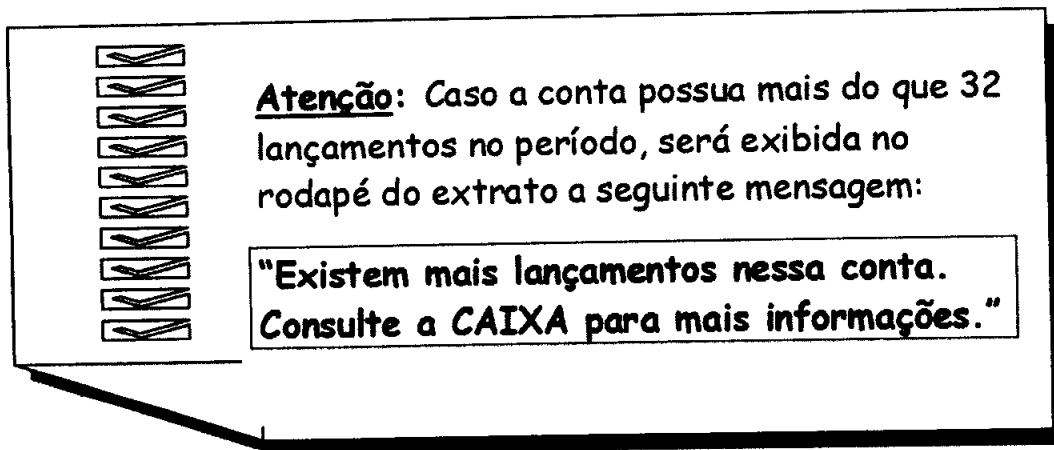 Atenção: Caso a conta possua mais do que 32
lançamentos no período, será exibida no
rodapé do extrato a seguinte mensagem:
"Existem mais lançamentos nessa conta.
Consulte a CAIXA para mais informações."